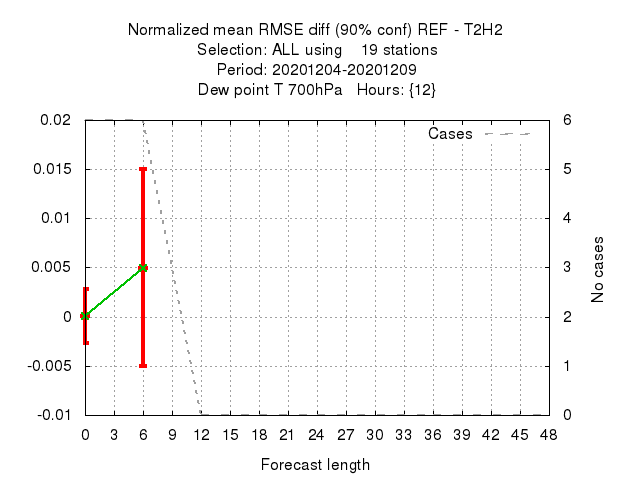 Normalized mean RMSE diff (90% conf) REF - T2H2
Selection: ALL using    19 stations
Period: 20201204-20201209
Dew point T 700hPa   Hours: {12}
Cases
0.02
0.015
0.01
0.005
0
-0.005
-0.01
6
5
4
3
2
1
0
No cases
0 3 6 9 12 15 18 21 24 27 30 33 36 39 42 45 48
Forecast length